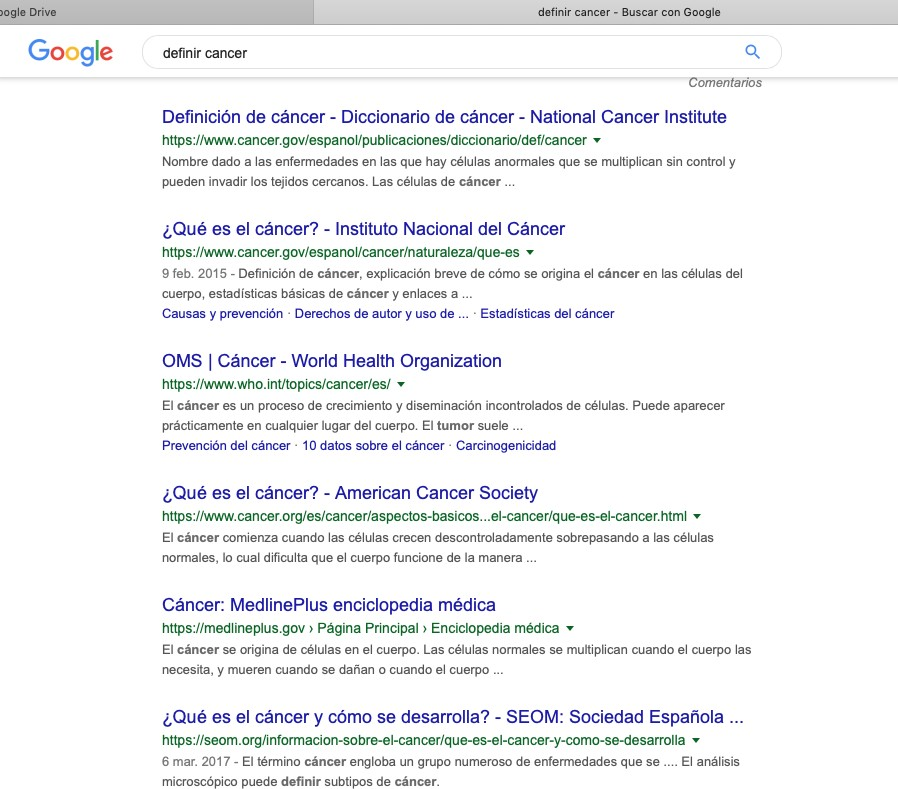 oogle Drive
definir cancer - Buscar con Google
Google
definir cancer
Comentarios
Definición de cáncer - Diccionario de cáncer - National Cancer Institute
https://www.cancer.gov/espanol/publicaciones/diccionario/def/cancer
Nombre dado a las enfermedades en las que hay células anormales que se multiplican sin control y
pueden invadir los tejidos cercanos. Las células de cáncer ...
¿Qué es el cáncer? - Instituto Nacional del Cáncer
https://www.cancer.gov/espanol/cancer/naturaleza/que-es
9 feb. 2015 - Definición de cáncer, explicación breve de cómo se origina el cáncer en las células del
cuerpo, estadísticas básicas de cáncer y enlaces a ...
Causas y prevención · Derechos de autor y uso de ... · Estadísticas del cáncer
OMS | Cáncer - World Health Organization
https://www.who.int/topics/cancer/es/
El cáncer es un proceso de crecimiento y diseminación incontrolados de células. Puede aparecer
prácticamente en cualquier lugar del cuerpo. El tumor suele ...
Prevención del cáncer · 10 datos sobre el cáncer · Carcinogenicidad
¿Qué es el cáncer? - American Cancer Society
https://www.cancer.org/es/cancer/aspectos-basicos...el-cancer/que-es-el-cancer.html
El cáncer comienza cuando las células crecen descontroladamente sobrepasando a las células
normales, lo cual dificulta que el cuerpo funcione de la manera ...
Cáncer: MedlinePlus enciclopedia médica
https://medlineplus.gov › Página Principal › Enciclopedia médica
El cáncer se origina de células en el cuerpo. Las células normales se multiplican cuando el cuerpo las
necesita, y mueren cuando se dañan o cuando el cuerpo ...
¿Qué es el cáncer y cómo se desarrolla? - SEOM: Sociedad Española ...
https://seom.org/informacion-sobre-el-cancer/que-es-el-cancer-y-como-se-desarrolla
6 mar. 2017 - El término cáncer engloba un grupo numeroso de enfermedades que se .... El análisis
microscópico puede definir subtipos de cáncer.